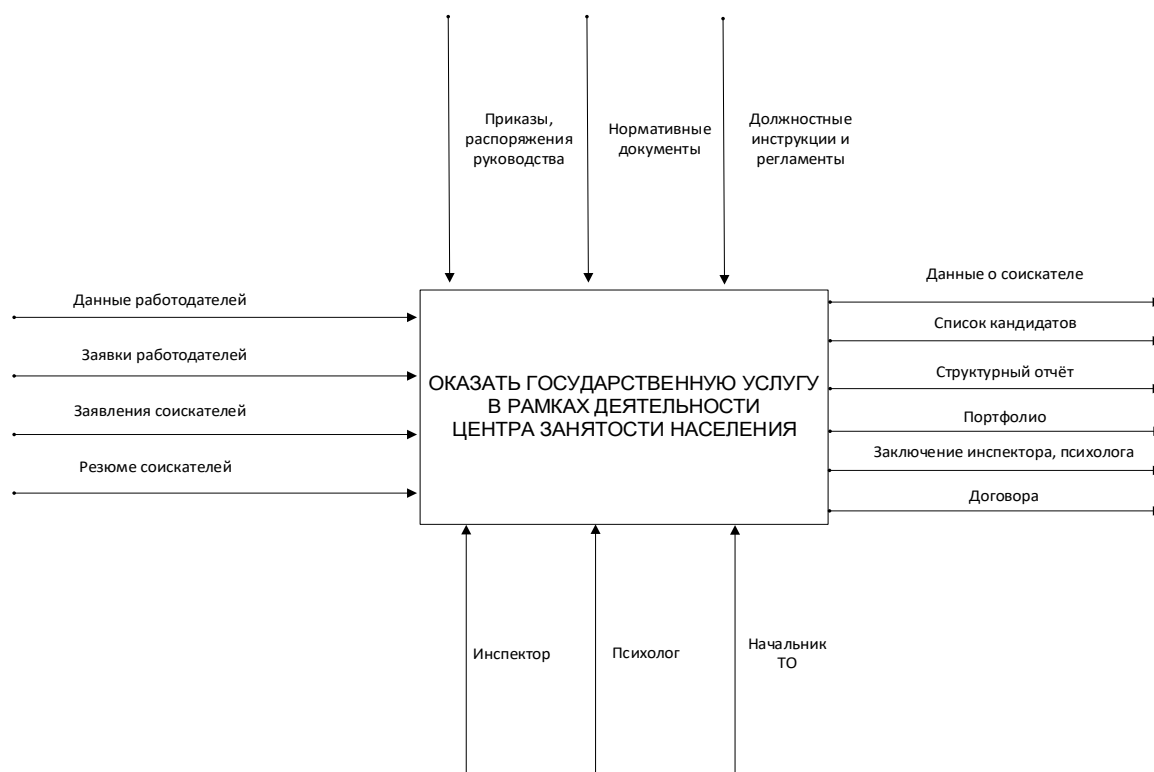 Приказы,
распоряжения
руководства
Нормативные
документы
Должностные
инструкции и
регламенты
Данные работодателей
Заявки работодателей
Заявления соискателей
Резюме соискателей
ОКАЗАТЬ ГОСУДАРСТВЕННУЮ УСЛУГУ
В РАМКАХ ДЕЯТЕЛЬНОСТИ
ЦЕНТРА ЗАНЯТОСТИ НАСЕЛЕНИЯ
Данные о соискателе
Список кандидатов
Структурный отчёт
Портфолио
Заключение инспектора, психолога
Договора
Инспектор
Психолог
Начальник
ТО